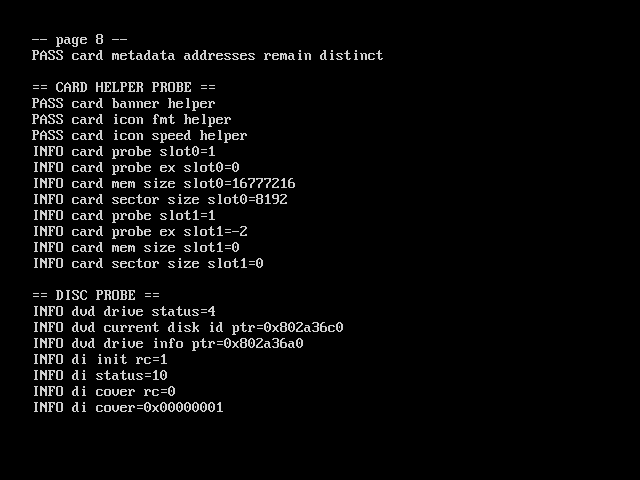 -- page 8 --
PASS card metadata addresses remain distinct
== CARD HELPER PROBE ==
PASS card banner helper
PASS card icon fmt helper
PASS card icon speed helper
INFO card probe slot0=1
INFO card probe ex slot0=0
INFO card mem size slot0=16777216
INFO card sector size slot0=8192
INFO card probe slot1=1
INFO card probe ex slot1=-2
INFO card mem size slot1=0
INFO card sector size slot1=0
== DISC PROBE ==
INFO dvd drive status=4
INFO dvd current disk id ptr=0x802a36c0
INFO dvd drive info ptr=0x802a36a0
INFO di init rc=1
INFO di status=10
INFO di cover rc=0
INFO di cover=0x00000001